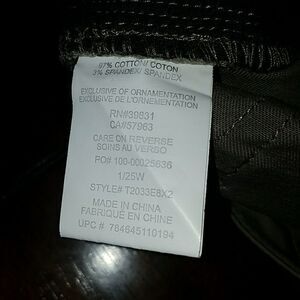 97% COTTON/ COTON
3% SPANDEX/ SPANDEX
EXCLUSIVE OF ORNAMENTATION
EXCLUSIVE DE L'ORNEMENTATION
RN#39831
CA#57963
CARE ON REVERSE
SOINS AU VERSO
PO# 100-00025636
1/25W
STYLE# T2033E8X2
MADE IN CHINA
FABRIQUÉ EN CHINE
UPC # 784645110194